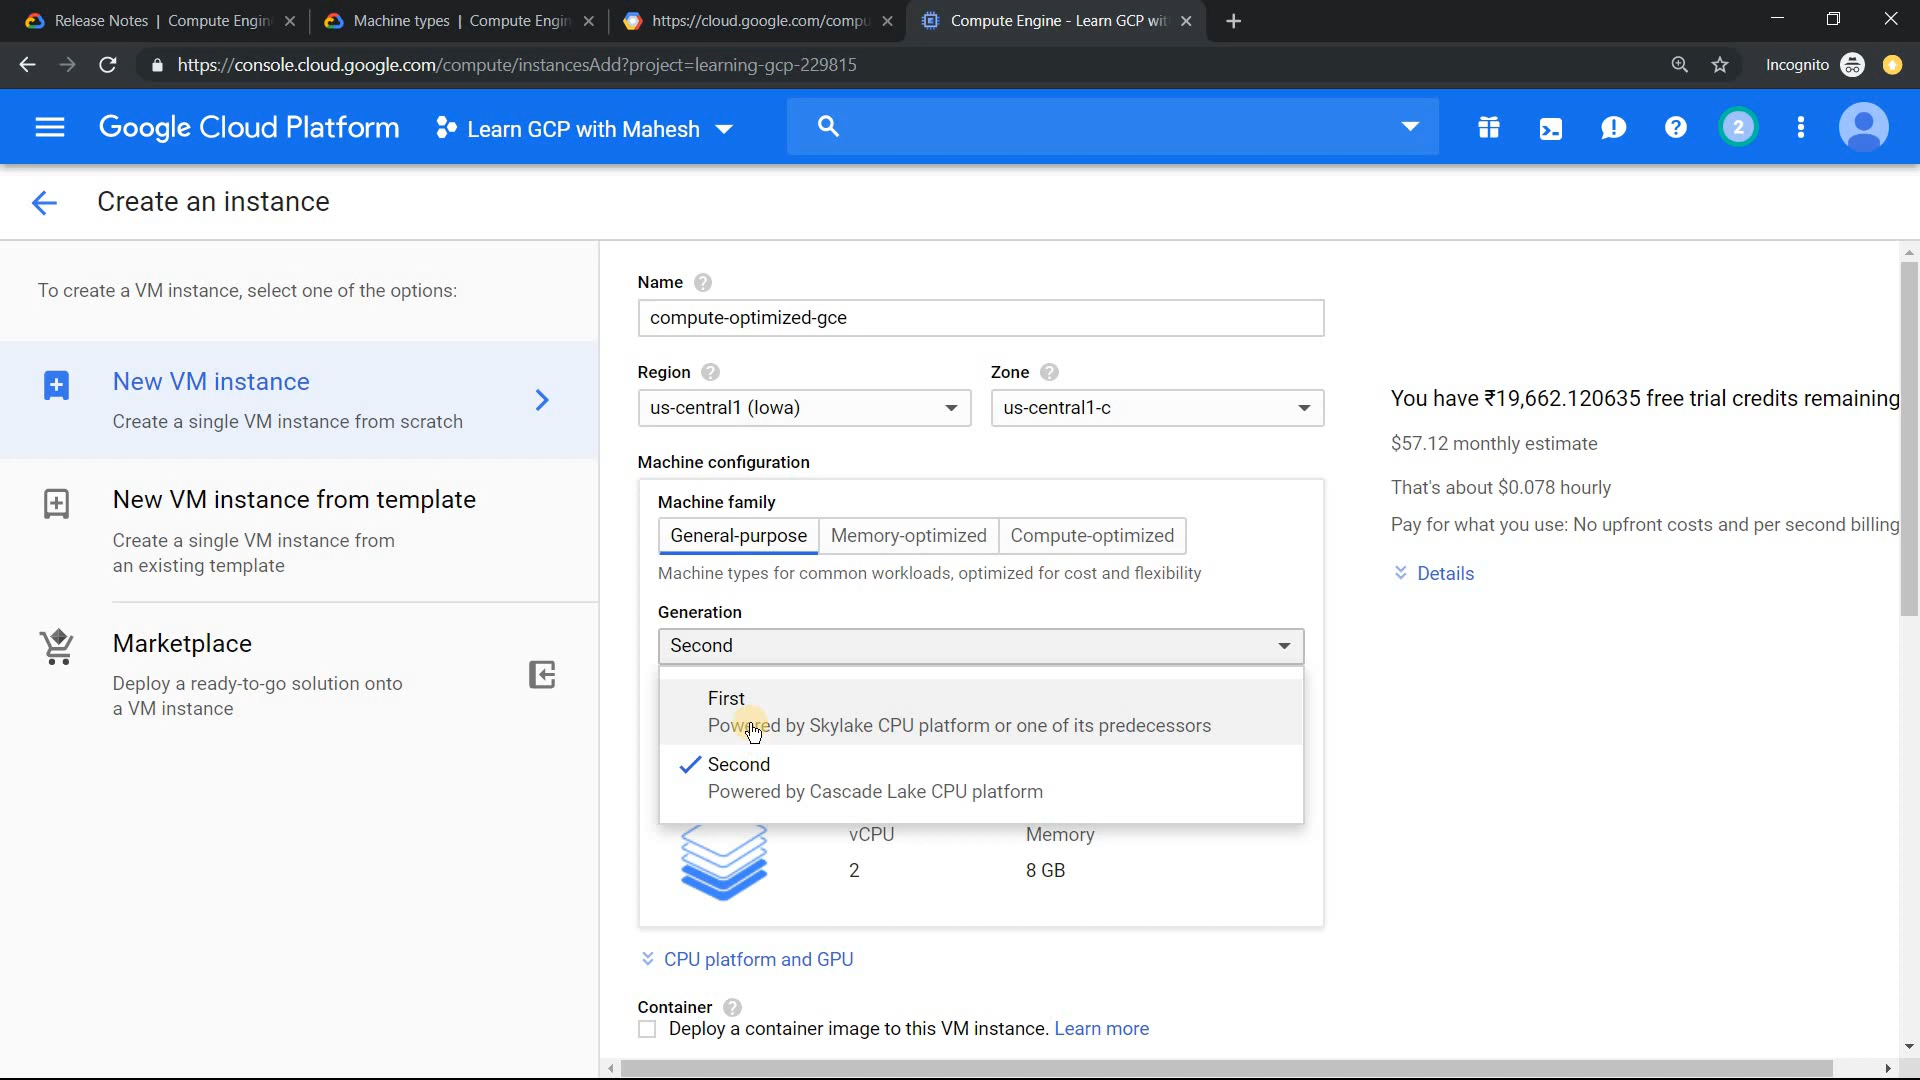 Release Notes | Compute Engin
Machine types | Compute Engin
https://cloud.google.com/compu
Compute Engine - Learn GCP wit
https://console.cloud.google.com/compute/instancesAdd?project=learning-gcp-229815
Incognito
Google Cloud Platform
Learn GCP with Mahesh
2
Create an instance
To create a VM instance, select one of the options:
New VM instance
Create a single VM instance from scratch
New VM instance from template
Create a single VM instance from
an existing template
Marketplace
Deploy a ready-to-go solution onto
a VM instance
Name
compute-optimized-gce
Region
Zone
us-central1 (Iowa)
us-central1-c
Machine configuration
Machine family
General-purpose
Memory-optimized
Compute-optimized
Machine types for common workloads, optimized for cost and flexibility
Generation
Second
First
Powered by Skylake CPU platform or one of its predecessors
Second
Powered by Cascade Lake CPU platform
vCPU
Memory
2
8 GB
CPU platform and GPU
Container
Deploy a container image to this VM instance. Learn more
You have ₹19,662.120635 free trial credits remaining
$57.12 monthly estimate
That's about $0.078 hourly
Pay for what you use: No upfront costs and per second billing
Details